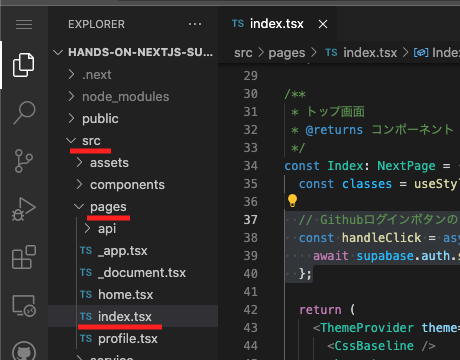 EXPLORER
HANDS-ON-NEXTJS-SU...
.next
node_modules
public
src
assets
components
pages
api
TS _app.tsx
TS _document.tsx
TS home.tsx
TS index.tsx
TS profile.tsx
TS index.tsx
src > pages > TS index.tsx > Index
29
30 /**
31 * トップ画面
32 * @returns コンポーネント
33 */
34 const Index: NextPage = (
35 const classes = useSty
36
37 // Githubログインボタンの
38 const handleClick = asy
39 await supabase.auth.s
40 };
41
42 return (
43 <ThemeProvider theme=
44 <CssBaseline />